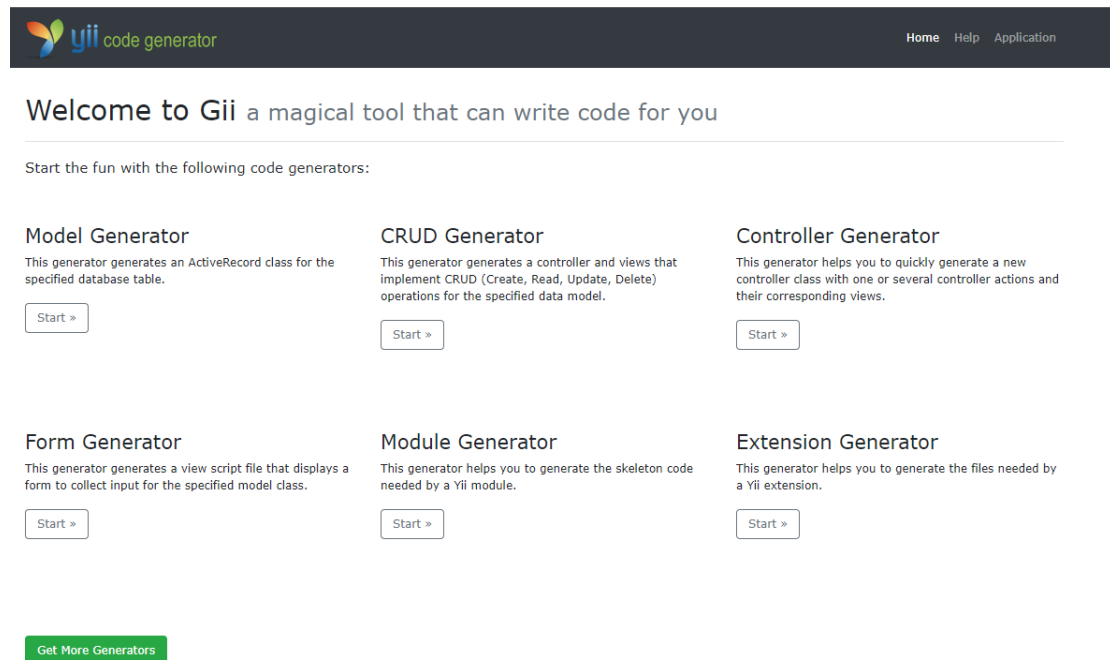 yii code generator
Home Help Application
Welcome to Gii a magical tool that can write code for you
Start the fun with the following code generators:
Model Generator
This generator generates an ActiveRecord class for the
specified database table.
Start »
CRUD Generator
This generator generates a controller and views that
implement CRUD (Create, Read, Update, Delete)
operations for the specified data model.
Start »
Controller Generator
This generator helps you to quickly generate a new
controller class with one or several controller actions and
their corresponding views.
Start »
Form Generator
This generator generates a view script file that displays a
form to collect input for the specified model class.
Start »
Module Generator
This generator helps you to generate the skeleton code
needed by a Yii module.
Start »
Extension Generator
This generator helps you to generate the files needed by
a Yii extension.
Start »
Get More Generators